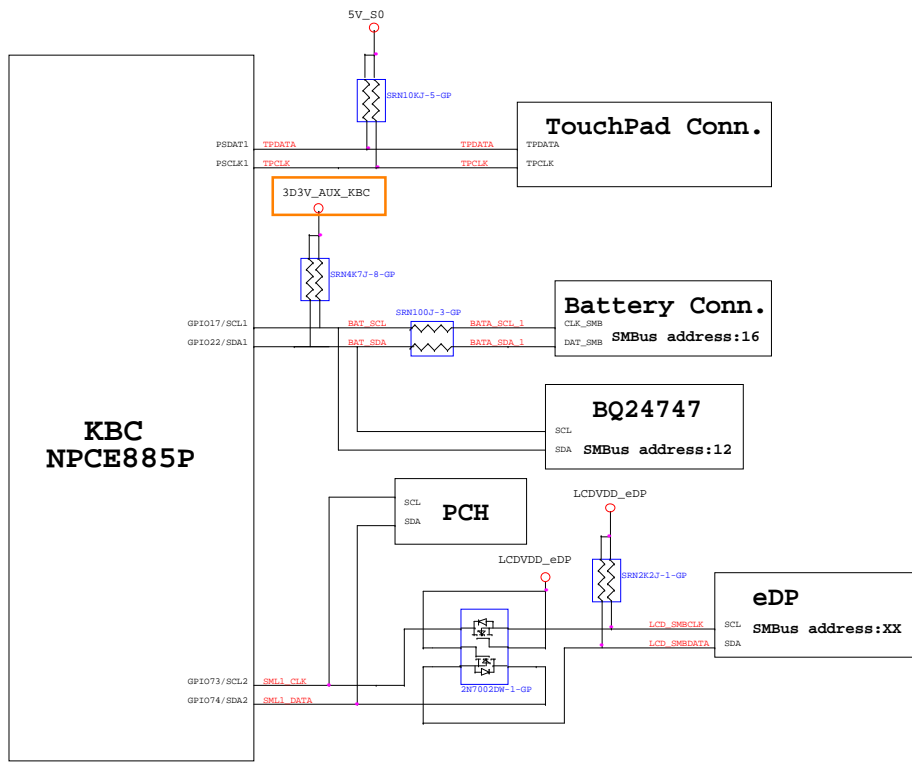 5V_S0
SRN10KJ-5-GP
TouchPad Conn.
PSDAT1 TPDATA TPDATA TPDATA
PSCLK1 TPCLK TPCLK TPCLK
3D3V_AUX_KBC
SRN4K7J-8-GP
SRN100J-3-GP
Battery Conn.
GPIO17/SCL1 BAT_SCL BATA_SCL_1 CLK_SMB
SMBus address:16
GPIO22/SDA1 BAT_SDA BATA_SDA_1 DAT_SMB
BQ24747
SCL
SDA SMBus address:12
KBC
NPCE885P
SCL
SDA
PCH
LCDVDD_eDP
LCDVDD_eDP
SRN2K2J-1-GP
eDP
LCD_SMBCLK SCL
SMBus address:XX
LCD_SMBDATA SDA
GPIO73/SCL2 SML1_CLK
2N7002DW-1-GP
GPIO74/SDA2 SML1_DATA